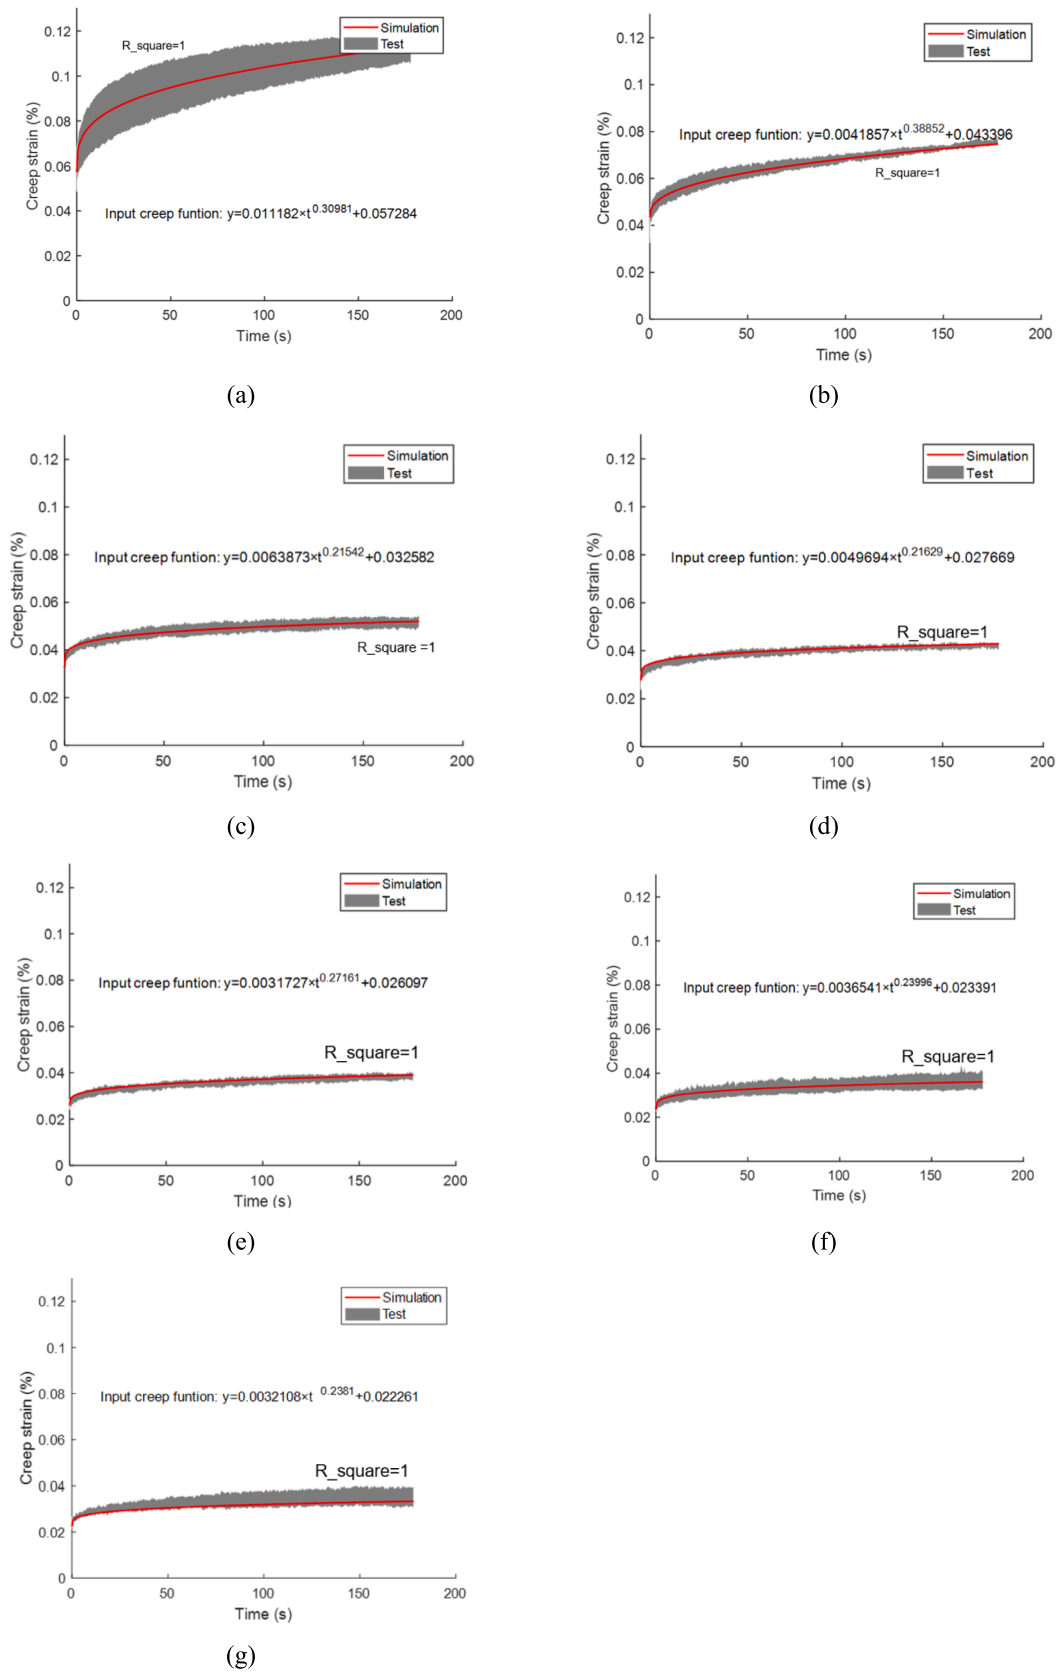 0.12
0.1
0.08
0.06
0.04
0.02
0
Creep strain (%)
R_square=1
Simulation
Test
Input creep funtion: y=0.011182×t^0.30981+0.057284
0 50 100 150 200
Time (s)
(a)
0.12
0.1
0.08
0.06
0.04
0.02
0
Creep strain (%)
Simulation
Test
Input creep funtion: y=0.0041857×t^0.38852+0.043396
R_square=1
0 50 100 150 200
Time (s)
(b)
0.12
0.1
0.08
0.06
0.04
0.02
0
Creep strain (%)
Simulation
Test
Input creep funtion: y=0.0063873×t^0.21542+0.032582
R_square =1
0 50 100 150 200
Time (s)
(c)
0.12
0.1
0.08
0.06
0.04
0.02
0
Creep strain (%)
Simulation
Test
Input creep funtion: y=0.0049694×t^0.21629+0.027669
R_square=1
0 50 100 150 200
Time (s)
(d)
0.12
0.1
0.08
0.06
0.04
0.02
0
Creep strain (%)
Simulation
Test
Input creep funtion: y=0.0031727×t^0.27161+0.026097
R_square=1
0 50 100 150 200
Time (s)
(e)
0.12
0.1
0.08
0.06
0.04
0.02
0
Creep strain (%)
Simulation
Test
Input creep funtion: y=0.0036541×t^0.23996+0.023391
R_square=1
0 50 100 150 200
Time (s)
(f)
0.12
0.1
0.08
0.06
0.04
0.02
0
Creep strain (%)
Simulation
Test
Input creep funtion: y=0.0032108×t^0.2381+0.022261
R_square=1
0 50 100 150 200
Time (s)
(g)